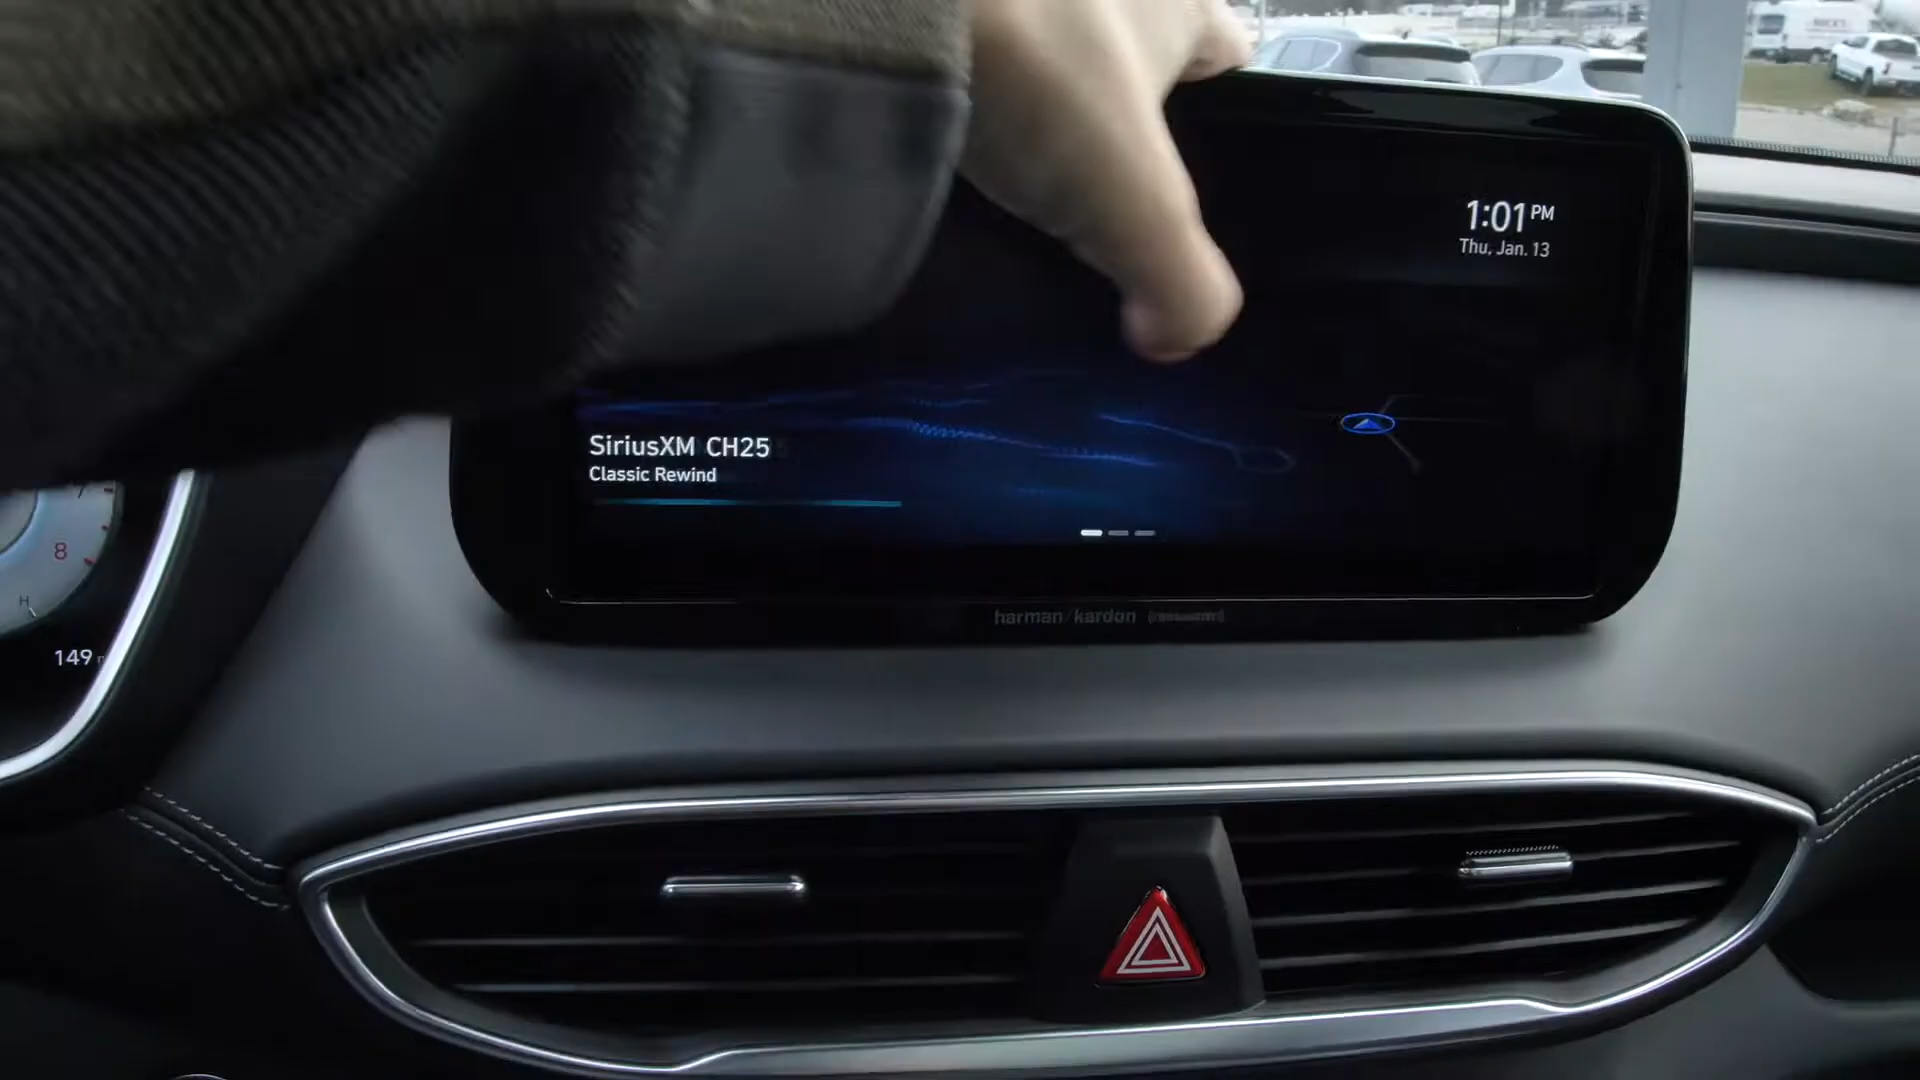 1:01 PM
Thu, Jan. 13
SiriusXM CH25
Classic Rewind
harman/kardon
8
H
149